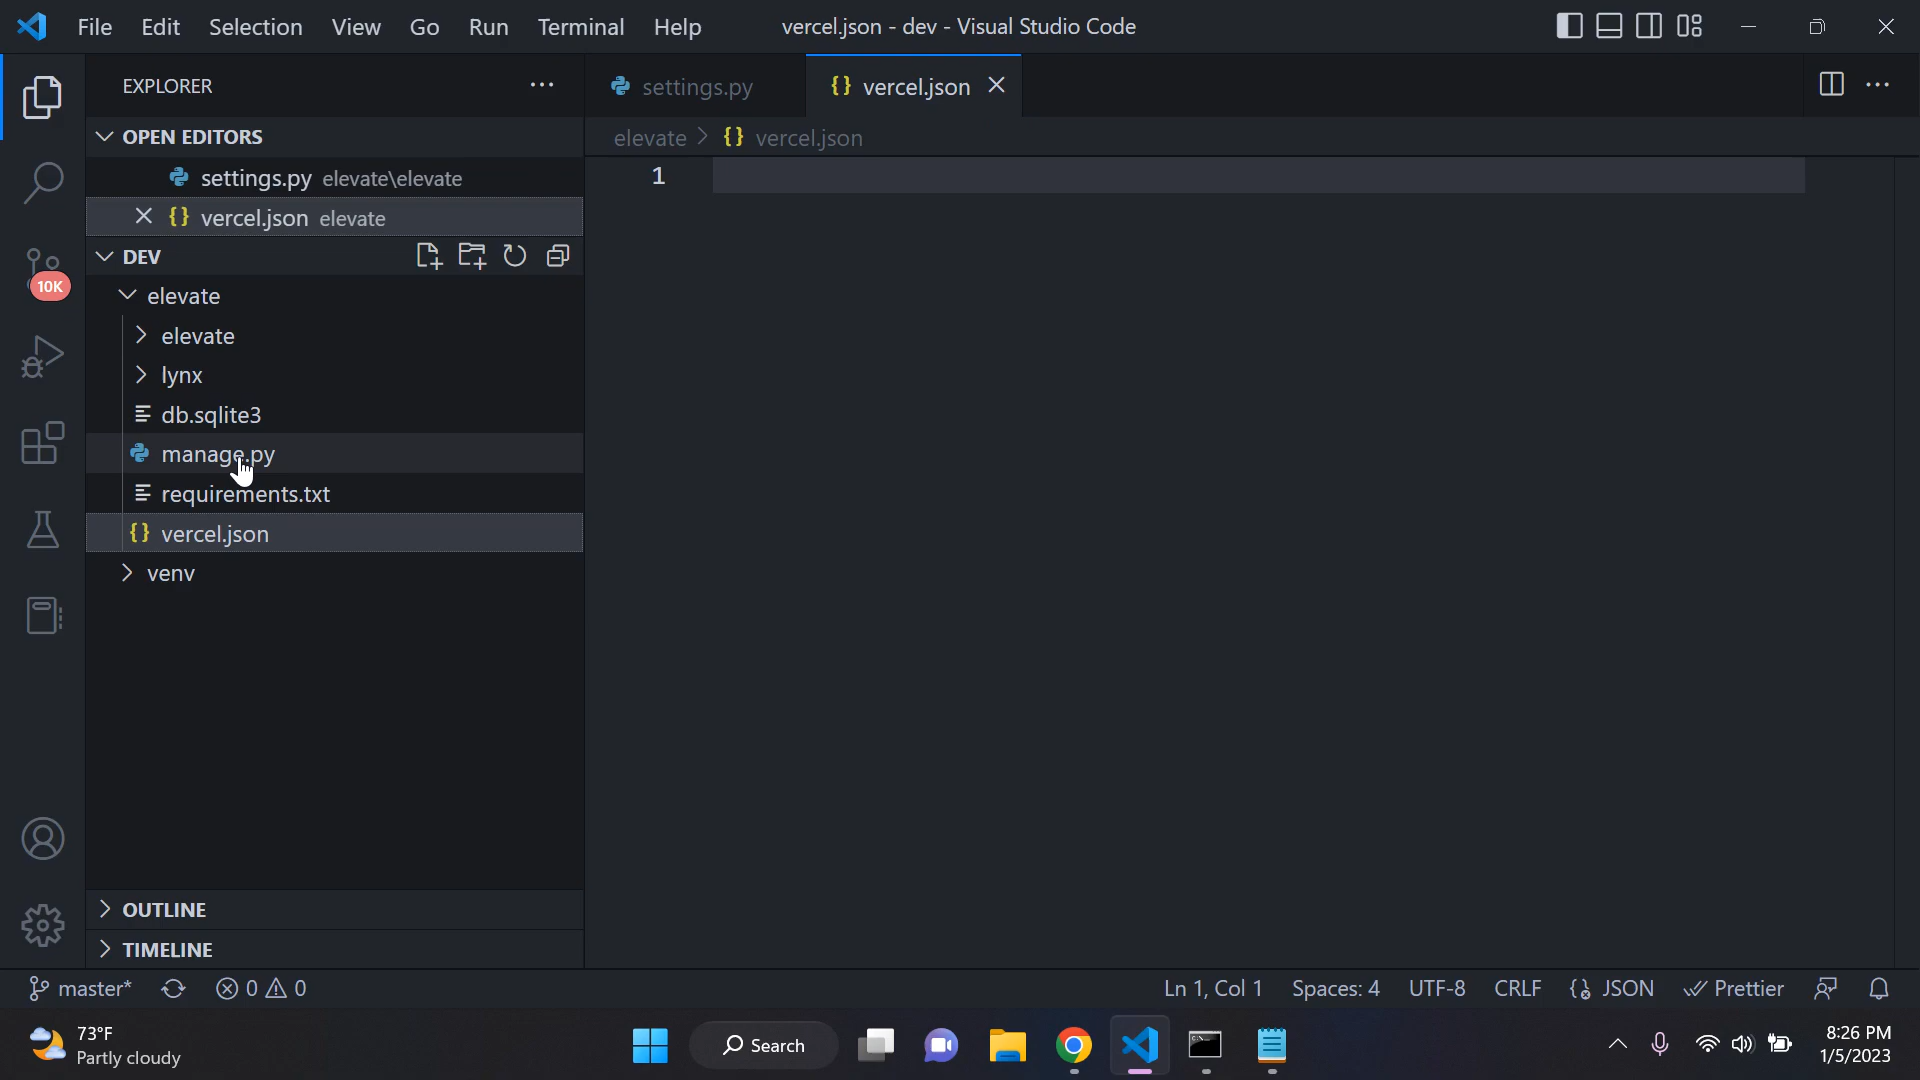 File Edit Selection View Go Run Terminal Help vercel.json - dev - Visual Studio Code
EXPLORER
settings.py
{} vercel.json
OPEN EDITORS
elevate > {} vercel.json
settings.py elevate\elevate
1
{} vercel.json elevate
DEV
10K
elevate
elevate
lynx
db.sqlite3
manage.py
requirements.txt
{} vercel.json
venv
OUTLINE
TIMELINE
master* 0 0 Ln 1, Col 1 Spaces: 4 UTF-8 CRLF {} JSON Prettier
73°F
Partly cloudy
Search
8:26 PM
1/5/2023